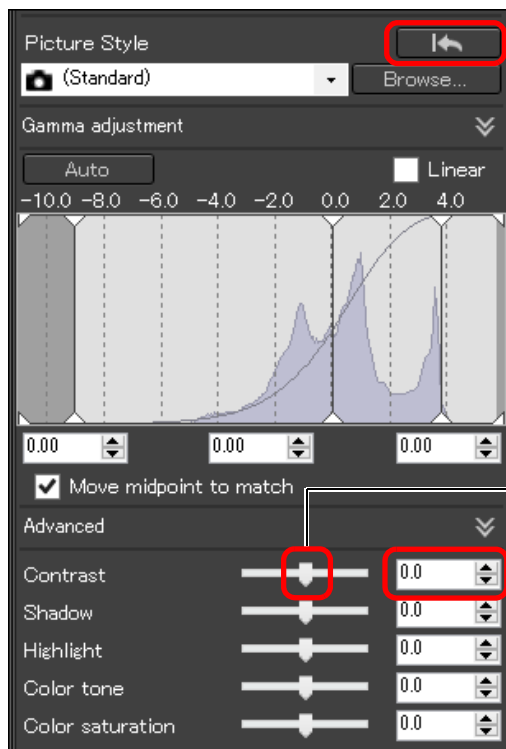 Picture Style
(Standard)
Browse...
Gamma adjustment
Auto
Linear
-10.0 -8.0 -6.0 -4.0 -2.0 0.0 2.0 4.0
0.00 0.00 0.00
Move midpoint to match
Advanced
Contrast 0.0
Shadow 0.0
Highlight 0.0
Color tone 0.0
Color saturation 0.0